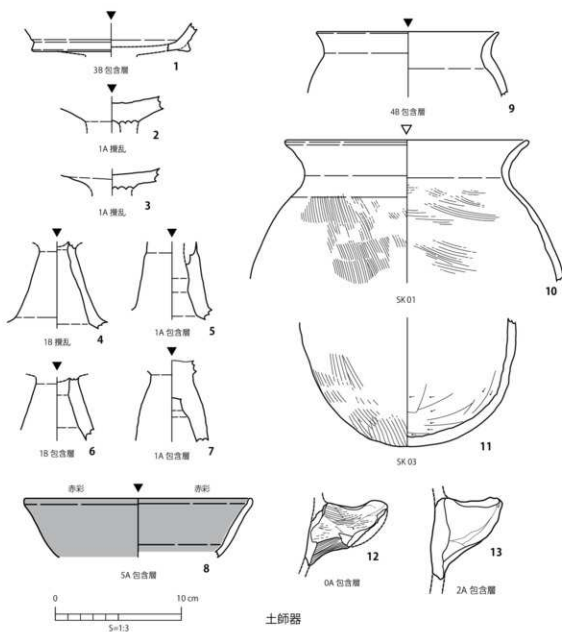 3B 包含層
1
1A 攪乱
2
1A 攪乱
3
1B 攪乱
4
1A 包含層
5
1B 包含層
6
1A 包含層
7
赤彩 赤彩
5A 包含層
8
4B 包含層
9
SK 01
10
SK 03
11
0A 包含層
12
2A 包含層
13
0 10 cm
S=1:3
土師器